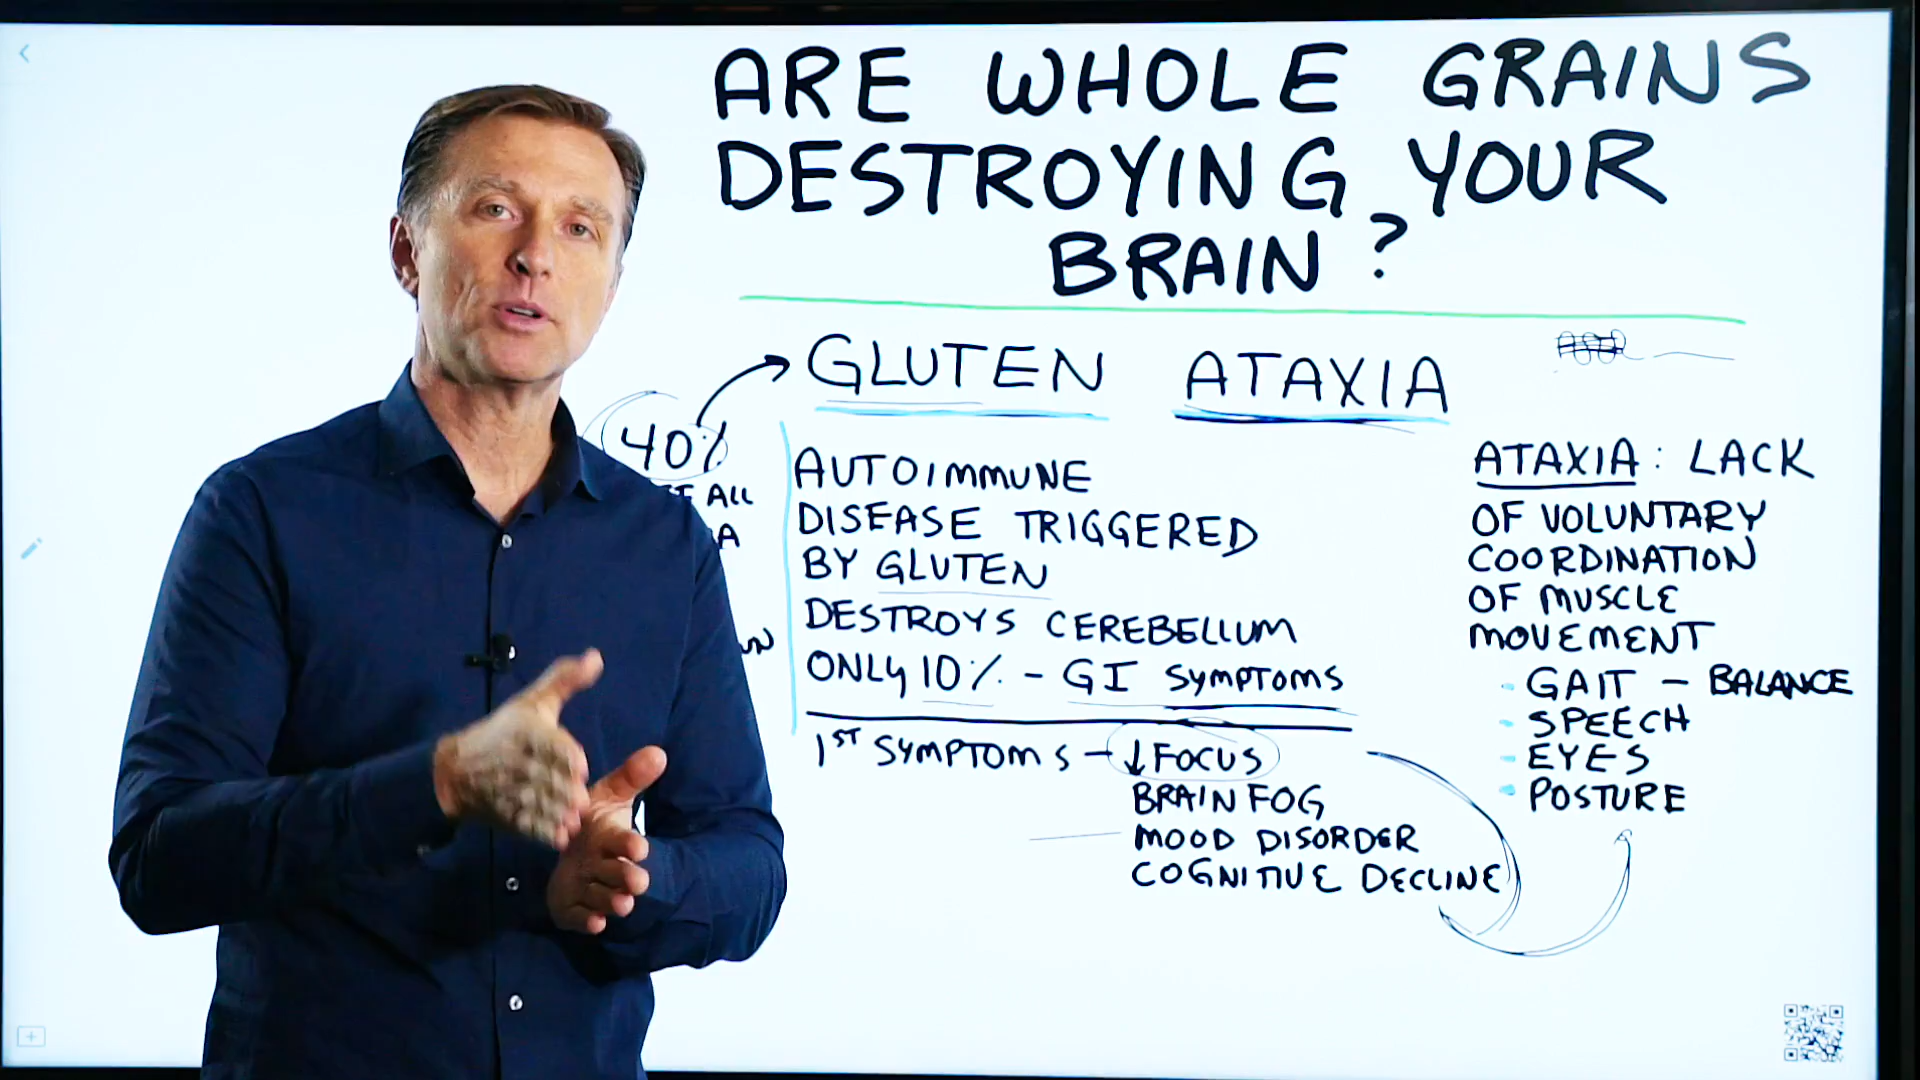 ARE WHOLE GRAINS
DESTROYING YOUR
BRAIN?
GLUTEN ATAXIA
40%
ALL
AUTOIMMUNE
DISEASE TRIGGERED
BY GLUTEN
DESTROYS CEREBELLUM
ONLY 10% - GI SYMPTOMS
1ST SYMPTOMS - ↓FOCUS
BRAIN FOG
MOOD DISORDER
COGNITIVE DECLINE
ATAXIA: LACK
OF VOLUNTARY
COORDINATION
OF MUSCLE
MOVEMENT
- GAIT - BALANCE
- SPEECH
- EYES
- POSTURE